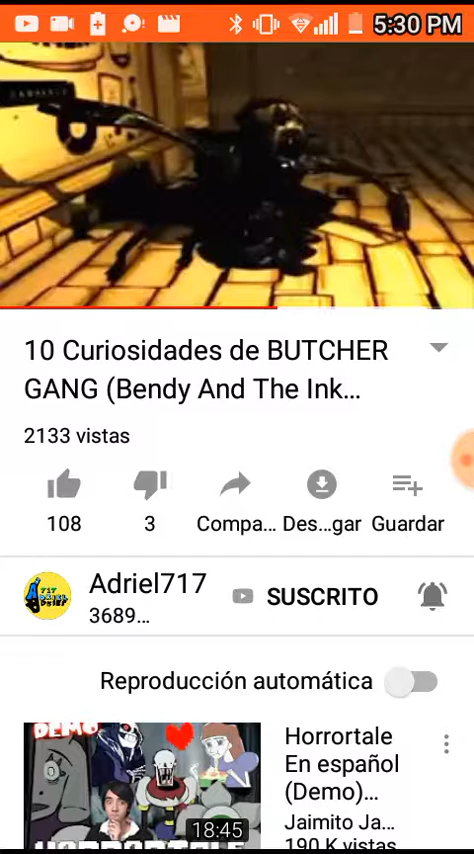 5:30 PM
10 Curiosidades de BUTCHER
GANG (Bendy And The Ink...
2133 vistas
108
3
Compa... Des...gar Guardar
Adriel717
3689...
SUSCRITO
Reproducción automática
DEMO
18:45
Horrortale
En español
(Demo)...
Jaimito Ja...
190 K vistas